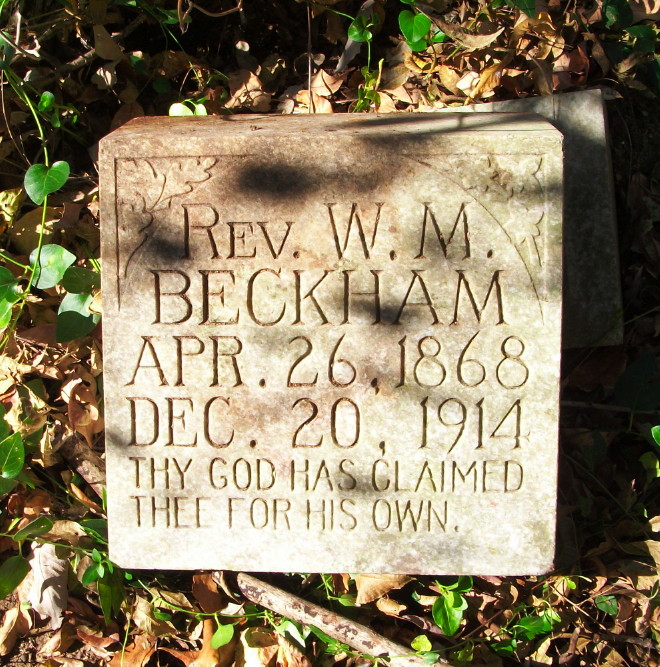 REV. W. M.
BECKHAM
APR. 26, 1868
DEC. 20, 1914
THY GOD HAS CLAIMED
THEE FOR HIS OWN.